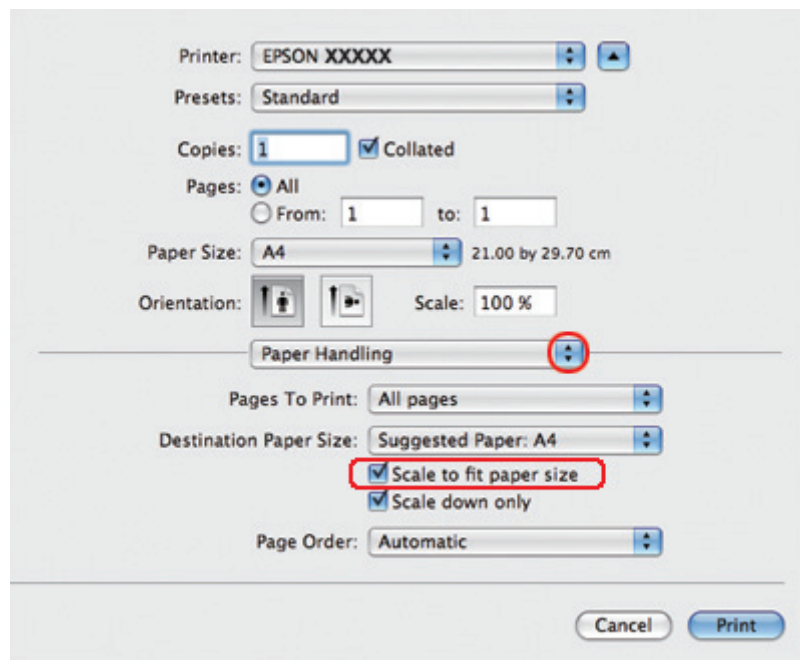 Printer: EPSON XXXXX
Presets: Standard
Copies: 1 Collated
Pages: All
From: 1 to: 1
Paper Size: A4 21.00 by 29.70 cm
Orientation: Scale: 100 %
Paper Handling
Pages To Print: All pages
Destination Paper Size: Suggested Paper: A4
Scale to fit paper size
Scale down only
Page Order: Automatic
Cancel Print